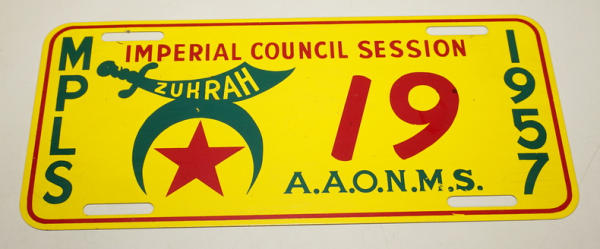 IMPERIAL COUNCIL SESSION
MPLS
ZUHRAH
19
1957
A.A.O.N.M.S.